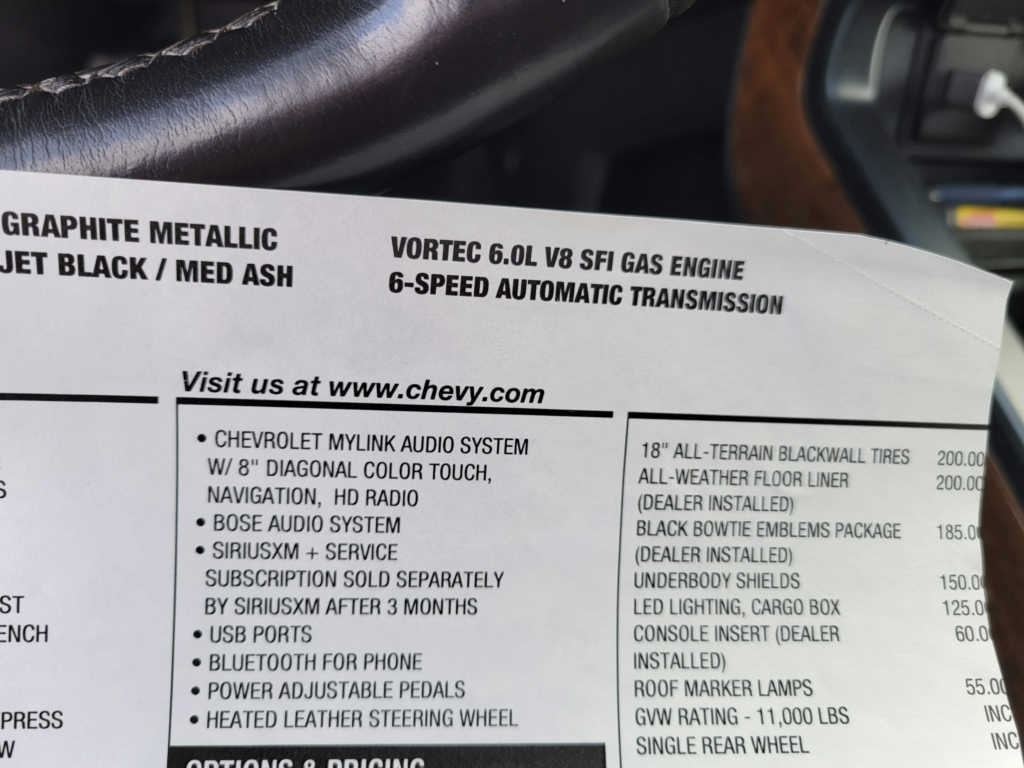 GRAPHITE METALLIC
JET BLACK / MED ASH
VORTEC 6.0L V8 SFI GAS ENGINE
6-SPEED AUTOMATIC TRANSMISSION
Visit us at www.chevy.com
S
ST
ENCH
PRESS
W
• CHEVROLET MYLINK AUDIO SYSTEM
W/ 8" DIAGONAL COLOR TOUCH,
NAVIGATION, HD RADIO
• BOSE AUDIO SYSTEM
• SIRIUSXM + SERVICE
SUBSCRIPTION SOLD SEPARATELY
BY SIRIUSXM AFTER 3 MONTHS
• USB PORTS
• BLUETOOTH FOR PHONE
• POWER ADJUSTABLE PEDALS
• HEATED LEATHER STEERING WHEEL
OPTIONS & PRICING
18" ALL-TERRAIN BLACKWALL TIRES 200.00
ALL-WEATHER FLOOR LINER 200.00
(DEALER INSTALLED)
BLACK BOWTIE EMBLEMS PACKAGE 185.00
(DEALER INSTALLED)
UNDERBODY SHIELDS 150.00
LED LIGHTING, CARGO BOX 125.0
CONSOLE INSERT (DEALER 60.0
INSTALLED)
ROOF MARKER LAMPS 55.00
GVW RATING - 11,000 LBS INC
SINGLE REAR WHEEL INC